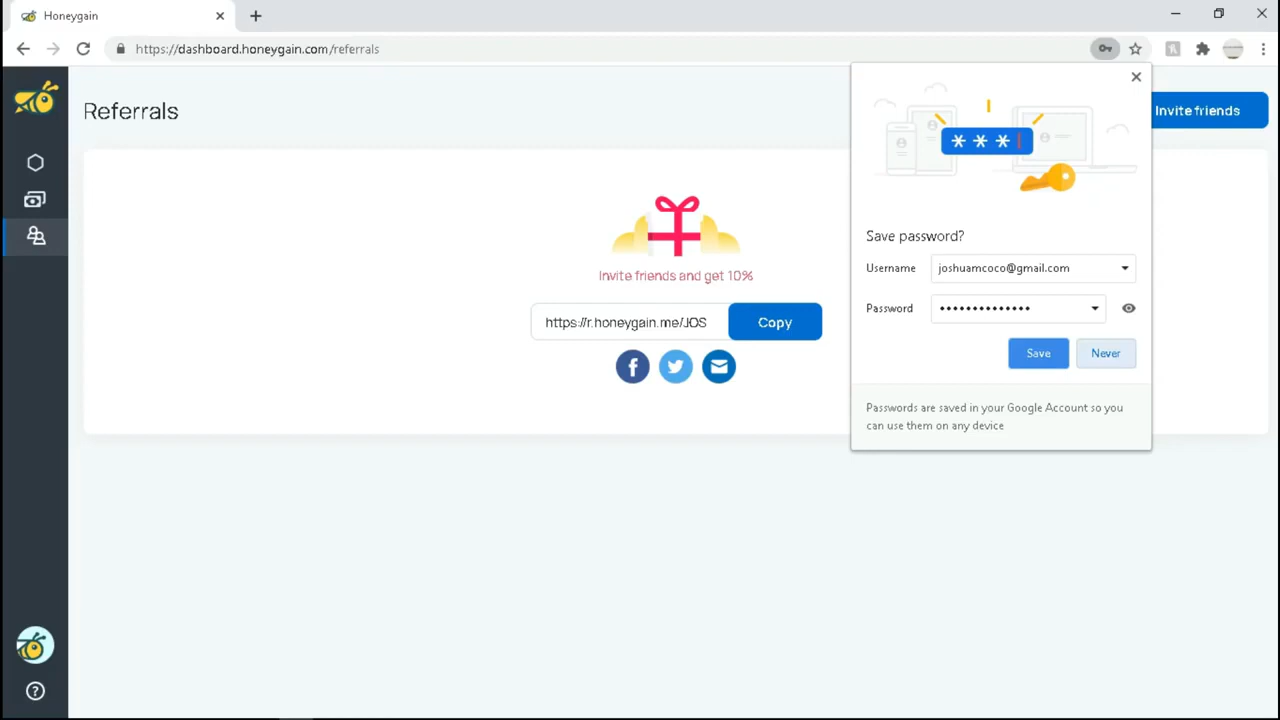 Honeygain
https://dashboard.honeygain.com/referrals
Referrals
Invite friends
Invite friends and get 10%
https://r.honeygain.me/JOS
Copy
***
Save password?
Username
joshuamcoco@gmail.com
Password
••••••••••••••
Save
Never
Passwords are saved in your Google Account so you
can use them on any device